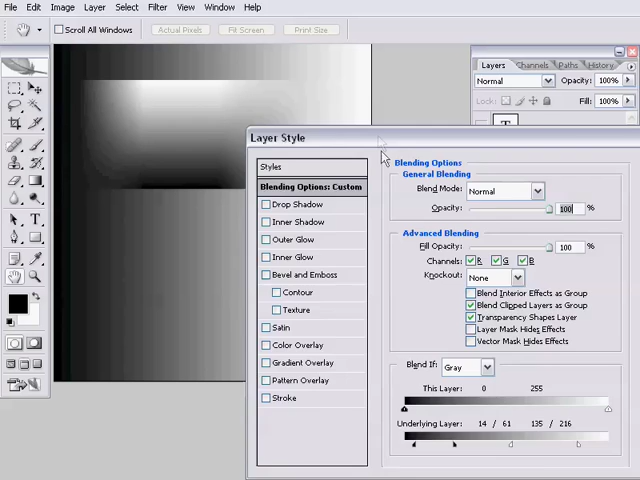 File Edit Image Layer Select Filter View Window Help
Scroll All Windows Actual Pixels Fit Screen Print Size
Layers Channels Paths History
Normal Opacity: 100%
Lock: Fill: 100%
T
Layer Style
Styles
Blending Options: Custom
Drop Shadow
Inner Shadow
Outer Glow
Inner Glow
Bevel and Emboss
Contour
Texture
Satin
Color Overlay
Gradient Overlay
Pattern Overlay
Stroke
Blending Options
General Blending
Blend Mode: Normal
Opacity: 100 %
Advanced Blending
Fill Opacity: 100 %
Channels: R G B
Knockout: None
Blend Interior Effects as Group
Blend Clipped Layers as Group
Transparency Shapes Layer
Layer Mask Hides Effects
Vector Mask Hides Effects
Blend If: Gray
This Layer: 0 255
Underlying Layer: 14 / 61 135 / 216